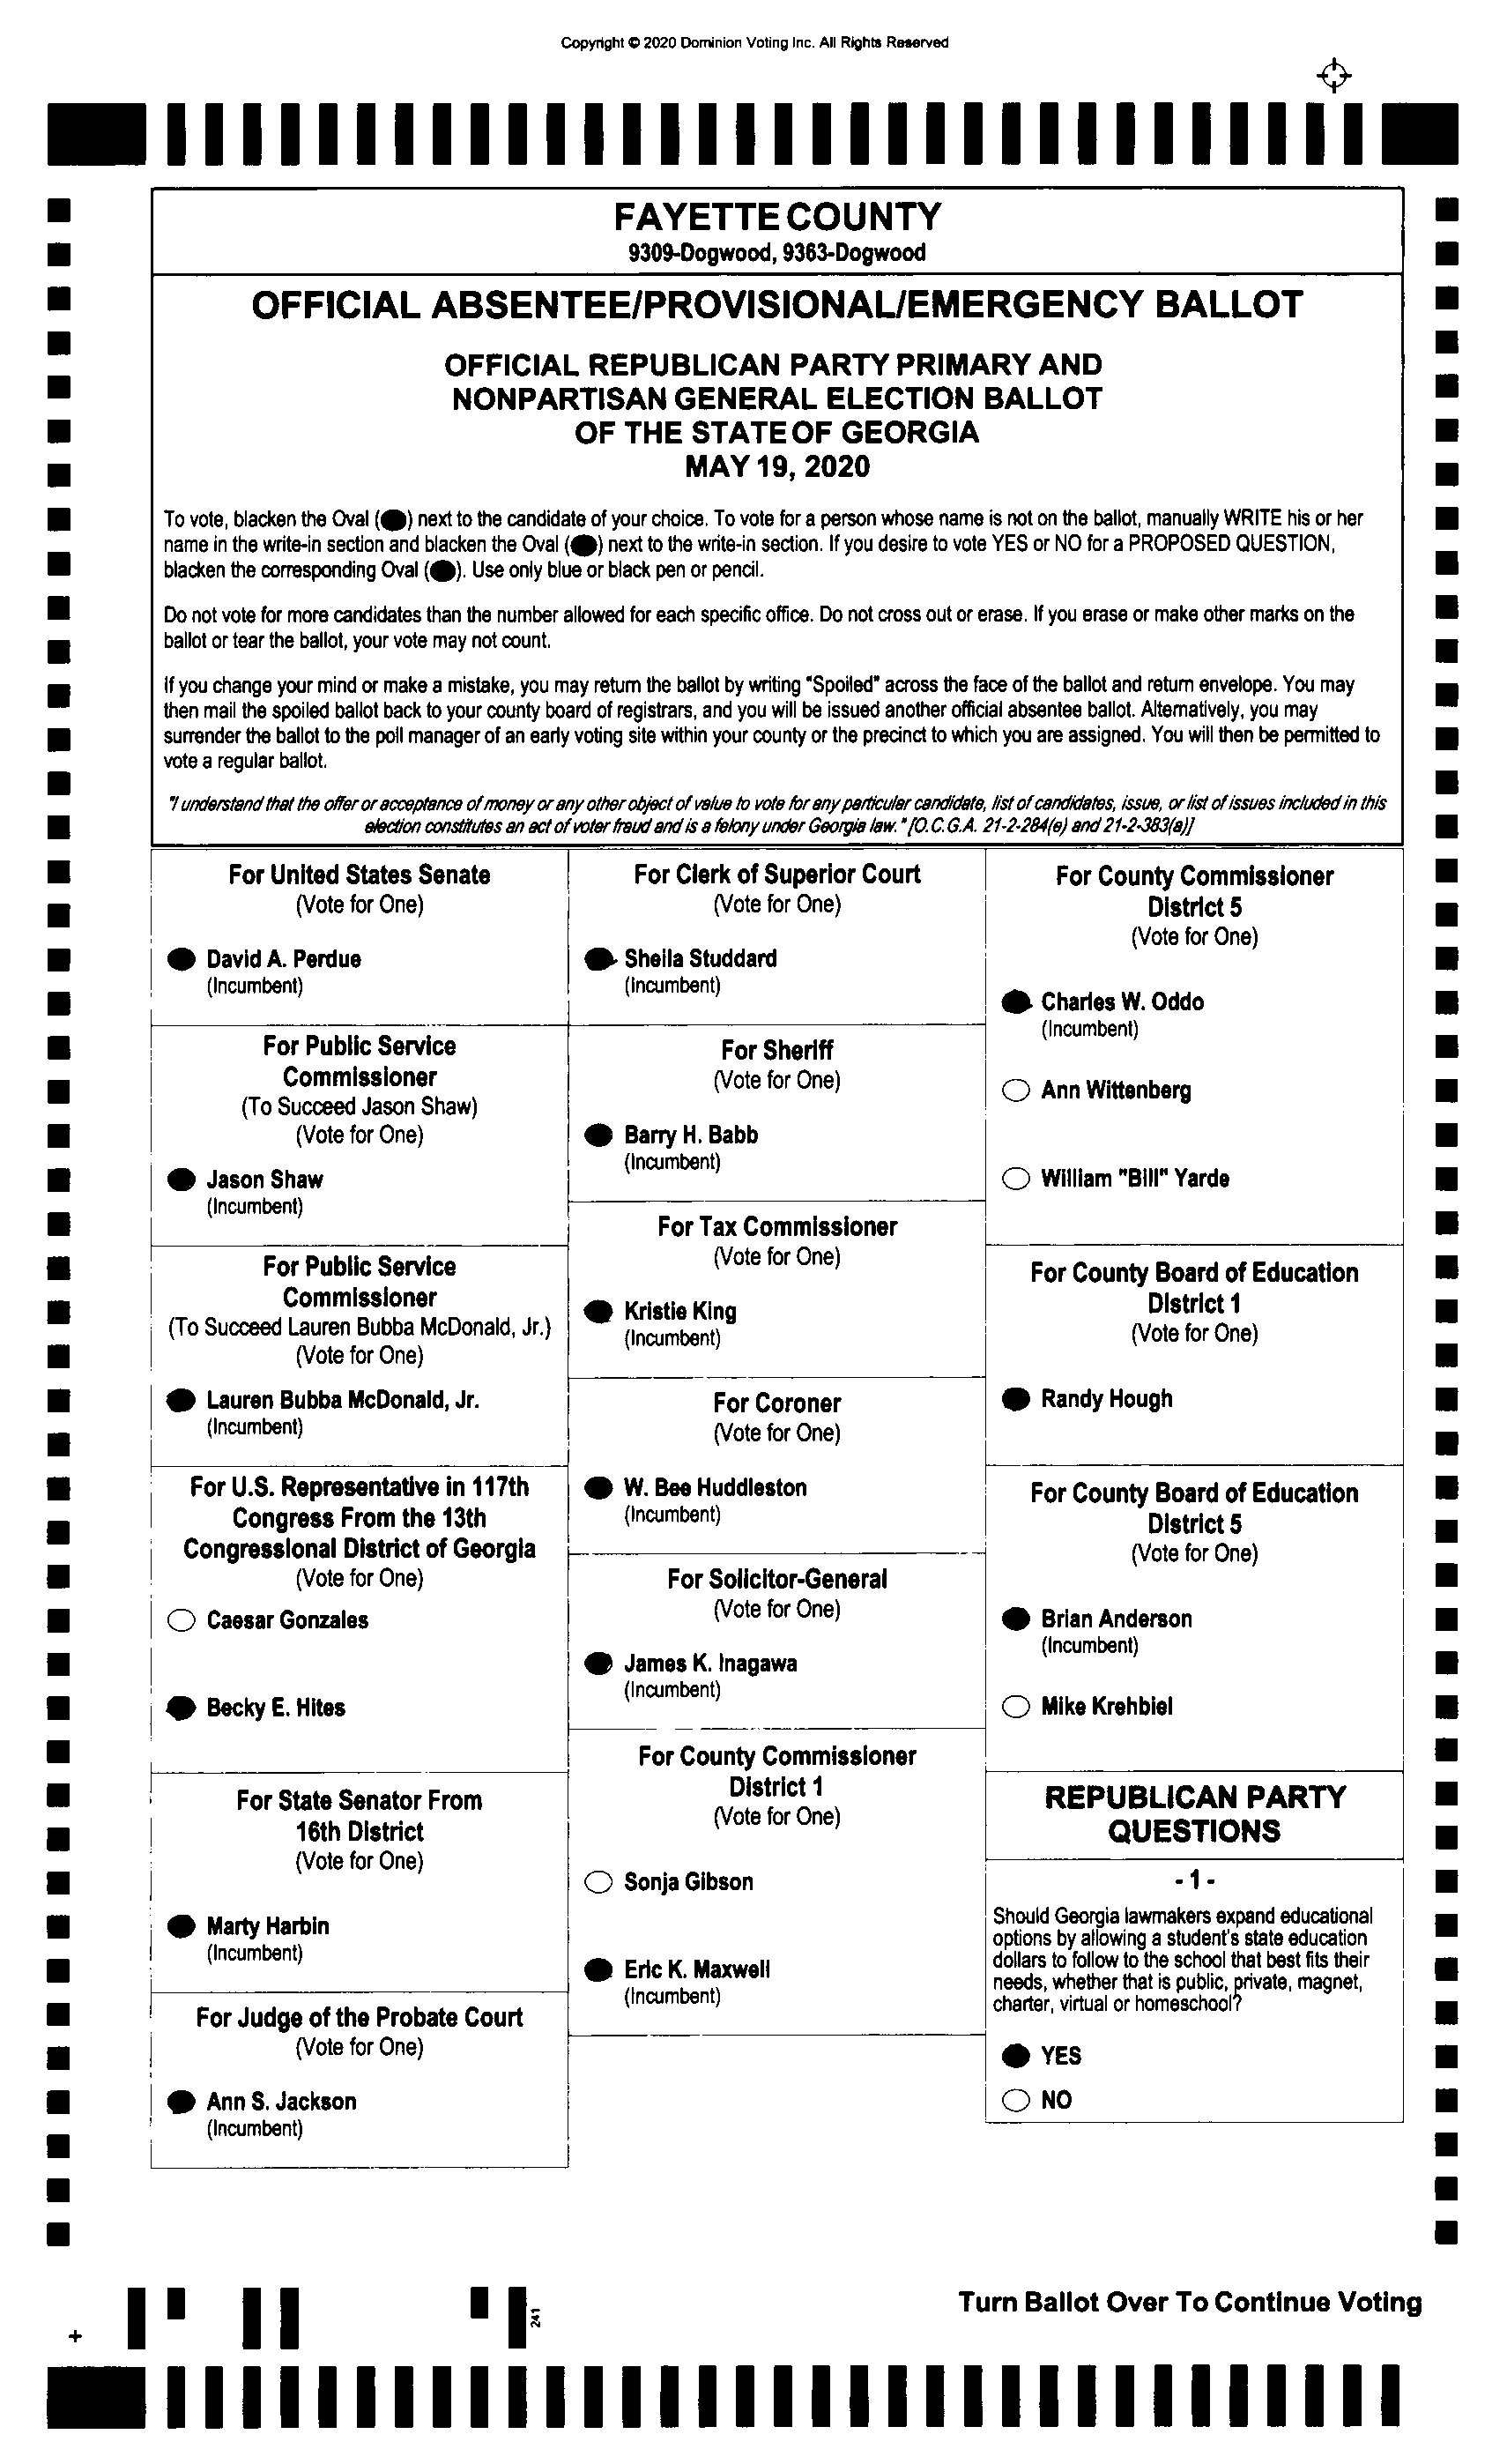 Copyright © 2020 Dominion Voting Inc. All Rights Reserved
FAYETTE COUNTY
9309-Dogwood, 9363-Dogwood
OFFICIAL ABSENTEE/PROVISIONAL/EMERGENCY BALLOT
OFFICIAL REPUBLICAN PARTY PRIMARY AND
NONPARTISAN GENERAL ELECTION BALLOT
OF THE STATE OF GEORGIA
MAY 19, 2020
To vote, blacken the Oval (⬬) next to the candidate of your choice. To vote for a person whose name is not on the ballot, manually WRITE his or her
name in the write-in section and blacken the Oval (⬬) next to the write-in section. If you desire to vote YES or NO for a PROPOSED QUESTION,
blacken the corresponding Oval (⬬). Use only blue or black pen or pencil.
Do not vote for more candidates than the number allowed for each specific office. Do not cross out or erase. If you erase or make other marks on the
ballot or tear the ballot, your vote may not count.
If you change your mind or make a mistake, you may return the ballot by writing "Spoiled" across the face of the ballot and return envelope. You may
then mail the spoiled ballot back to your county board of registrars, and you will be issued another official absentee ballot. Alternatively, you may
surrender the ballot to the poll manager of an early voting site within your county or the precinct to which you are assigned. You will then be permitted to
vote a regular ballot.
"I understand that the offer or acceptance of money or any other object of value to vote for any particular candidate, list of candidates, issue, or list of issues included in this
election constitutes an act of voter fraud and is a felony under Georgia law." [O.C.G.A. 21-2-284(e) and 21-2-383(a)]
For United States Senate
(Vote for One)
David A. Perdue
(Incumbent)
For Public Service
Commissioner
(To Succeed Jason Shaw)
(Vote for One)
Jason Shaw
(Incumbent)
For Public Service
Commissioner
(To Succeed Lauren Bubba McDonald, Jr.)
(Vote for One)
Lauren Bubba McDonald, Jr.
(Incumbent)
For U.S. Representative in 117th
Congress From the 13th
Congressional District of Georgia
(Vote for One)
Caesar Gonzales
Becky E. Hites
For State Senator From
16th District
(Vote for One)
Marty Harbin
(Incumbent)
For Judge of the Probate Court
(Vote for One)
Ann S. Jackson
(Incumbent)
For Clerk of Superior Court
(Vote for One)
Sheila Studdard
(Incumbent)
For Sheriff
(Vote for One)
Barry H. Babb
(Incumbent)
For Tax Commissioner
(Vote for One)
Kristie King
(Incumbent)
For Coroner
(Vote for One)
W. Bee Huddleston
(Incumbent)
For Solicitor-General
(Vote for One)
James K. Inagawa
(Incumbent)
For County Commissioner
District 1
(Vote for One)
Sonja Gibson
Eric K. Maxwell
(Incumbent)
For County Commissioner
District 5
(Vote for One)
Charles W. Oddo
(Incumbent)
Ann Wittenberg
William "Bill" Yarde
For County Board of Education
District 1
(Vote for One)
Randy Hough
For County Board of Education
District 5
(Vote for One)
Brian Anderson
(Incumbent)
Mike Krehbiel
REPUBLICAN PARTY
QUESTIONS
- 1 -
Should Georgia lawmakers expand educational
options by allowing a student's state education
dollars to follow to the school that best fits their
needs, whether that is public, private, magnet,
charter, virtual or homeschool?
YES
NO
Turn Ballot Over To Continue Voting
241
+